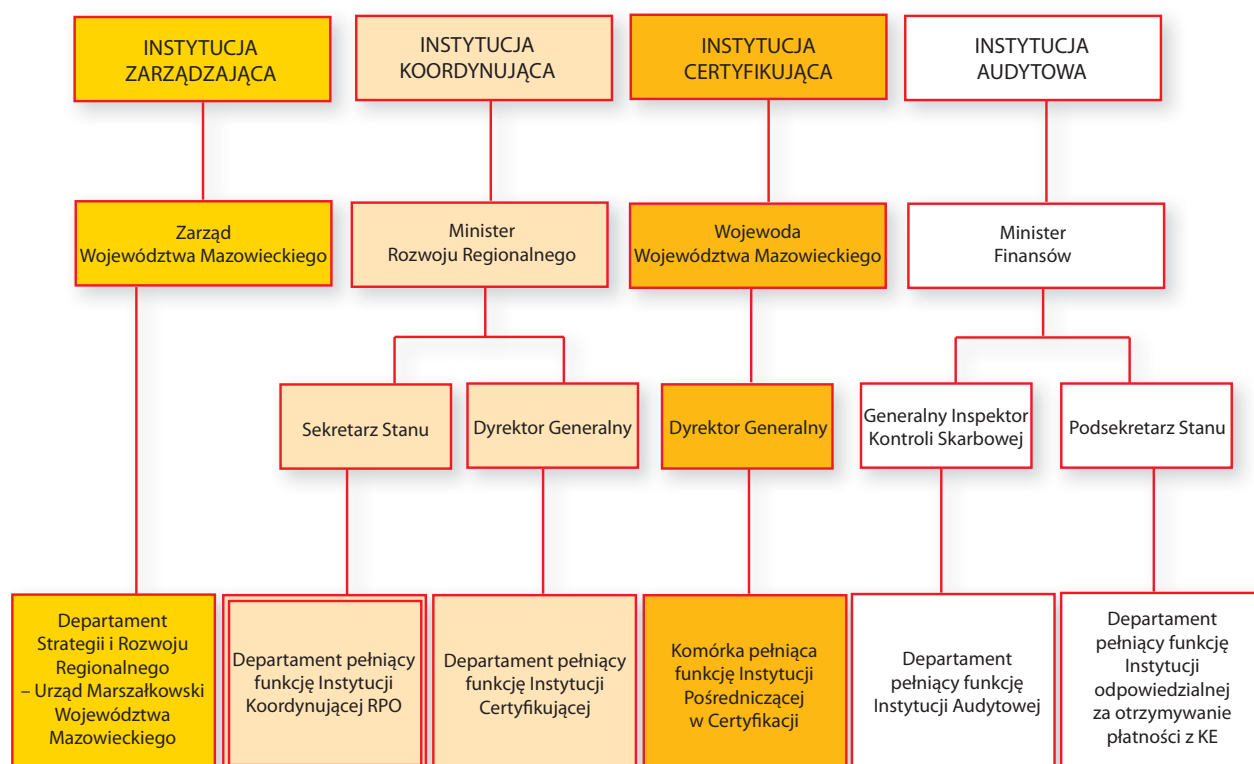 INSTYTUCJA
ZARZĄDZAJĄCA
INSTYTUCJA
KOORDYNUJĄCA
INSTYTUCJA
CERTYFIKUJĄCA
INSTYTUCJA
AUDYTOWA
Zarząd
Województwa Mazowieckiego
Minister
Rozwoju Regionalnego
Wojewoda
Województwa Mazowieckiego
Minister
Finansów
Sekretarz Stanu
Dyrektor Generalny
Dyrektor Generalny
Generalny Inspektor
Kontroli Skarbowej
Podsekretarz Stanu
Departament
Strategii i Rozwoju
Regionalnego
– Urząd Marszałkowski
Województwa
Mazowieckiego
Departament pełniący
funkcję Instytucji
Koordynującej RPO
Departament pełniący
funkcję Instytucji
Certyfikującej
Komórka pełniąca
funkcję Instytucji
Pośredniczącej
w Certyfikacji
Departament
pełniący funkcję
Instytucji Audytowej
Departament
pełniący funkcję
Instytucji
odpowiedzialnej
za otrzymywanie
płatności z KE